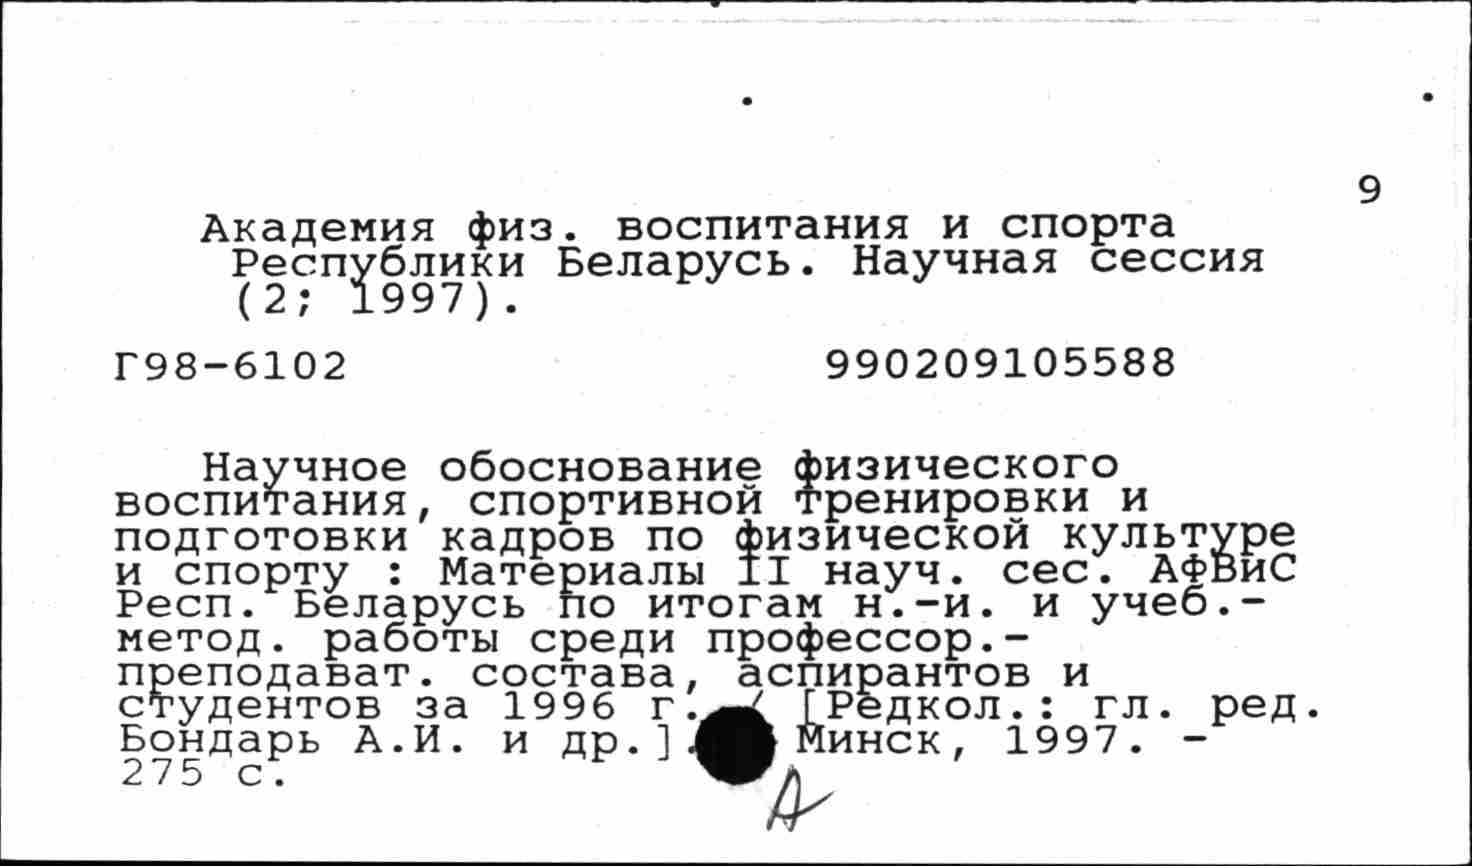 9
Академия физ. воспитания и спорта
Республики Беларусь. Научная сессия
(2; 1997).
Г98-6102 990209105588
Научное обоснование физического
воспитания, спортивной тренировки и
подготовки кадров по физической культуре
и спорту : Материалы II науч. сес. АФВиС
Респ. Беларусь по итогам н.-и. и учеб.-
метод. работы среди профессор.-
преподават. состава, аспирантов и
студентов за 1996 г. / [Редкол.: гл. ред.
Бондарь А.И. и др.]. Минск, 1997. -
275 с.
А